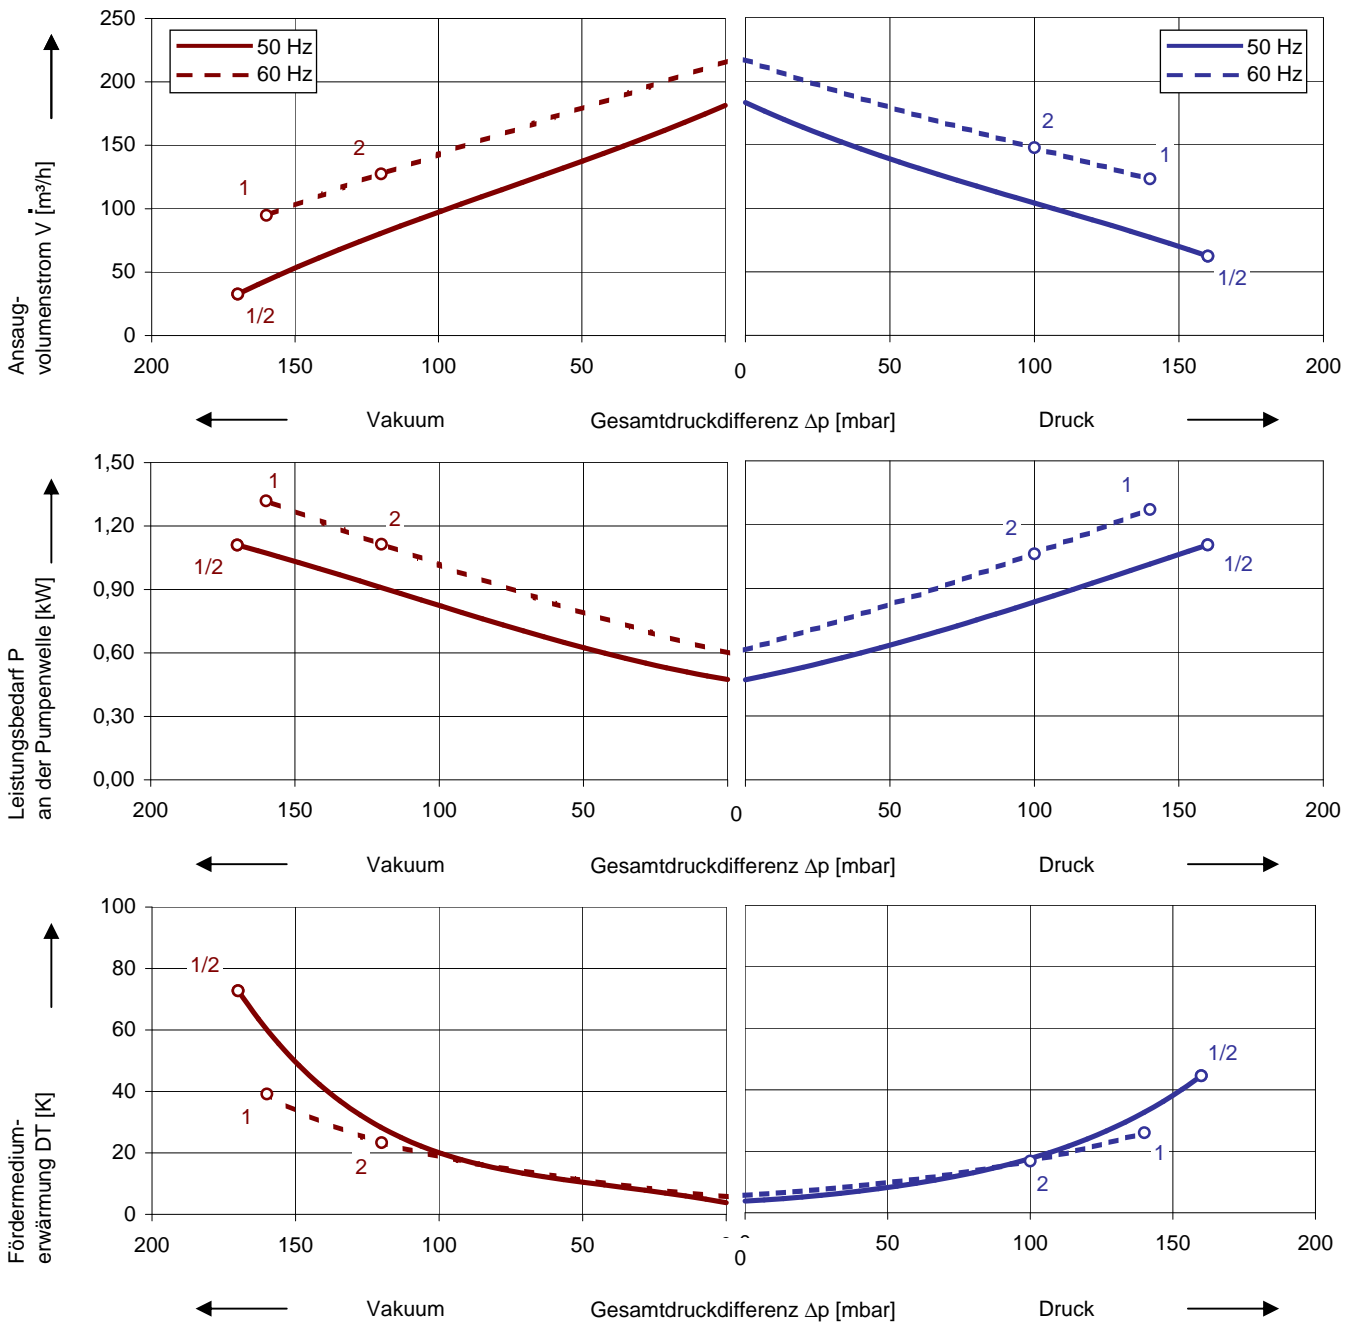 250
200
150
100
50
0
Ansaug-
volumenstrom V̇ [m³/h]
50 Hz
60 Hz
1
2
1/2
50 Hz
60 Hz
2
1
1/2
200 150 100 50 0 50 100 150 200
Vakuum Gesamtdruckdifferenz Δp [mbar] Druck
1,50
1,20
0,90
0,60
0,30
0,00
Leistungsbedarf P
an der Pumpenwelle [kW]
1
2
1/2
1
2
1/2
200 150 100 50 0 50 100 150 200
Vakuum Gesamtdruckdifferenz Δp [mbar] Druck
100
80
60
40
20
0
Fördermedium-
erwärmung DT [K]
1/2
1
2
1/2
1
2
200 150 100 50 0 50 100 150 200
Vakuum Gesamtdruckdifferenz Δp [mbar] Druck